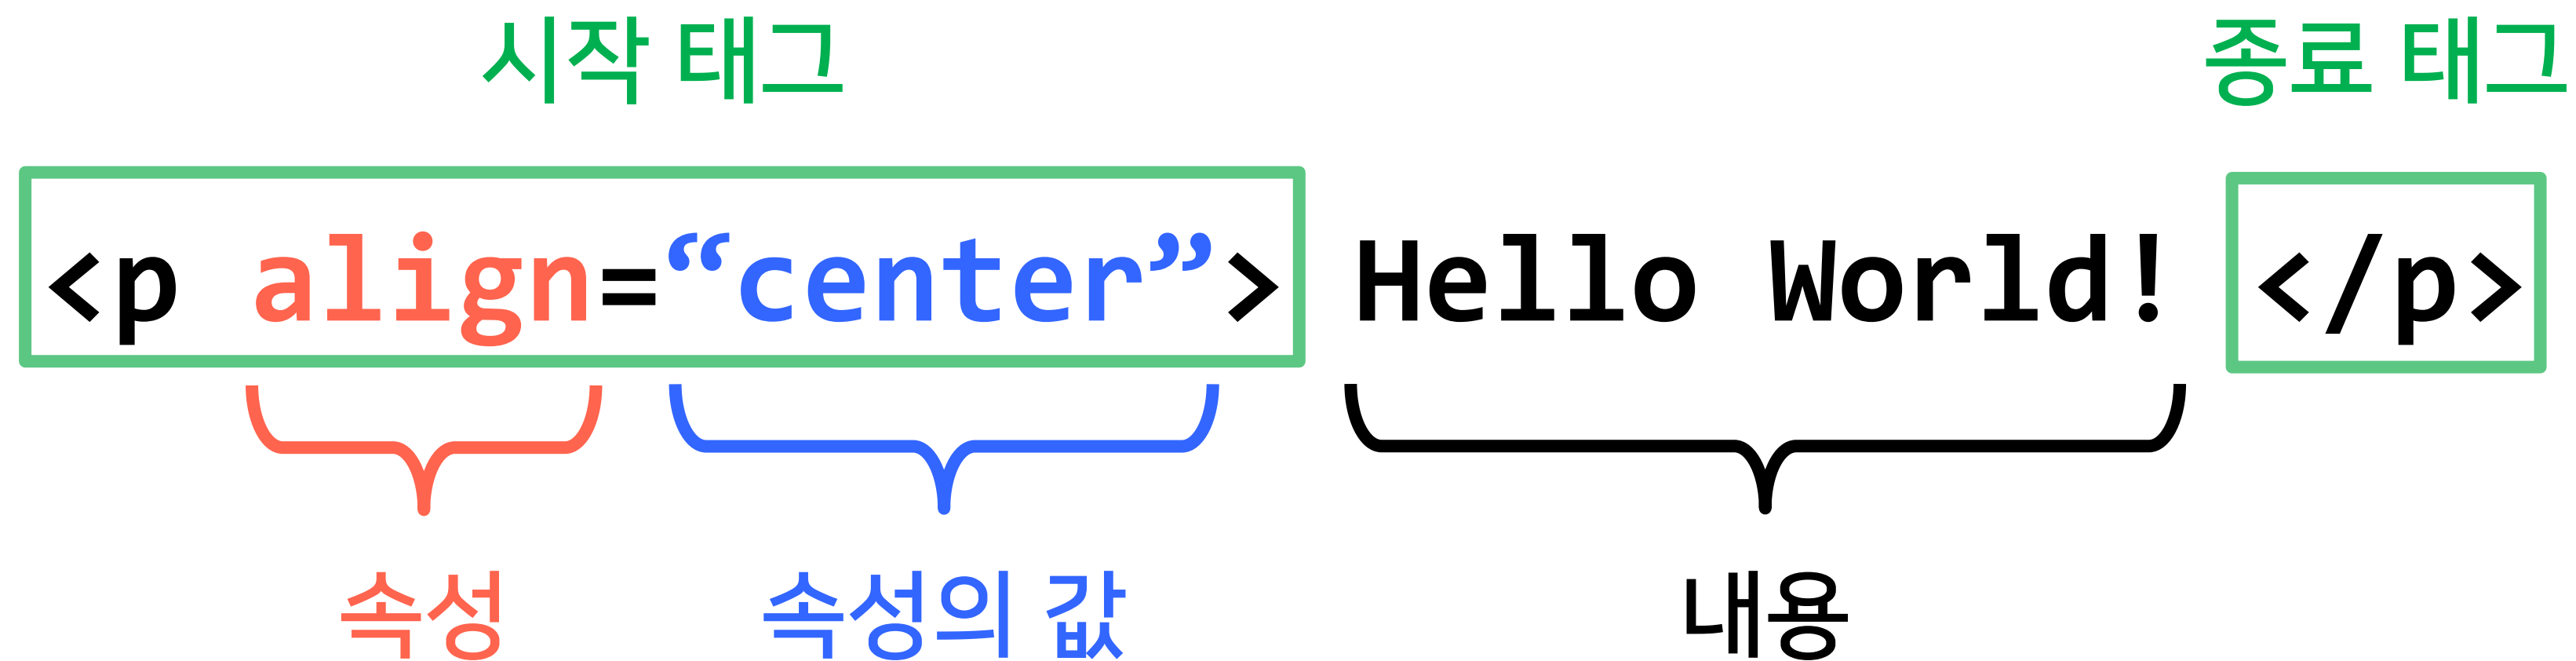 시작 태그 종료 태그
<p align=“center”> Hello World! </p>
속성 속성의 값 내용